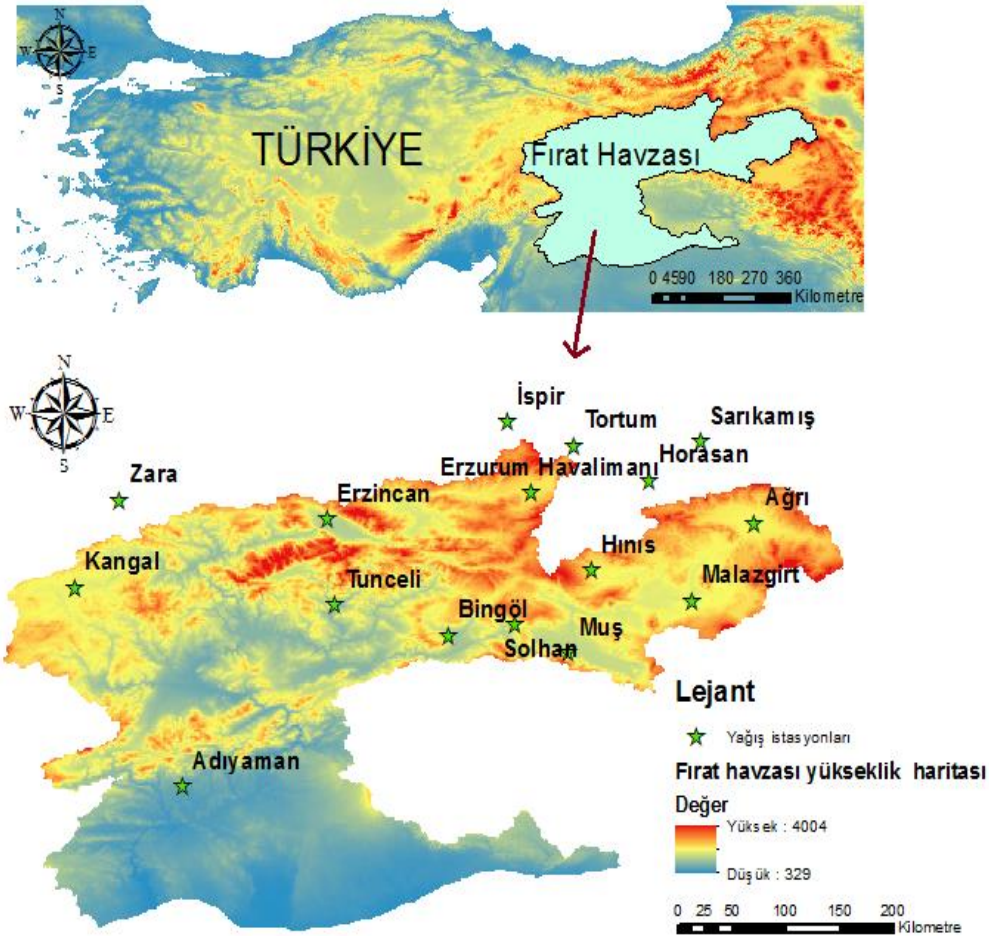 N
W E
S
TÜRKİYE
Fırat Havzası
0 4590 180 270 360
Kilometre
N
W E
S
İspir
Tortum
Sarıkamış
Erzurum Havalimanı
Horasan
Zara
Erzincan
Ağrı
Kangal
Hınıs
Tunceli
Malazgirt
Bingöl
Muş
Solhan
Adıyaman
Lejant
Yağış istasyonları
Fırat havzası yükseklik haritası
Değer
Yüksek : 4004
Düşük : 329
0 25 50 100 150 200
Kilometre